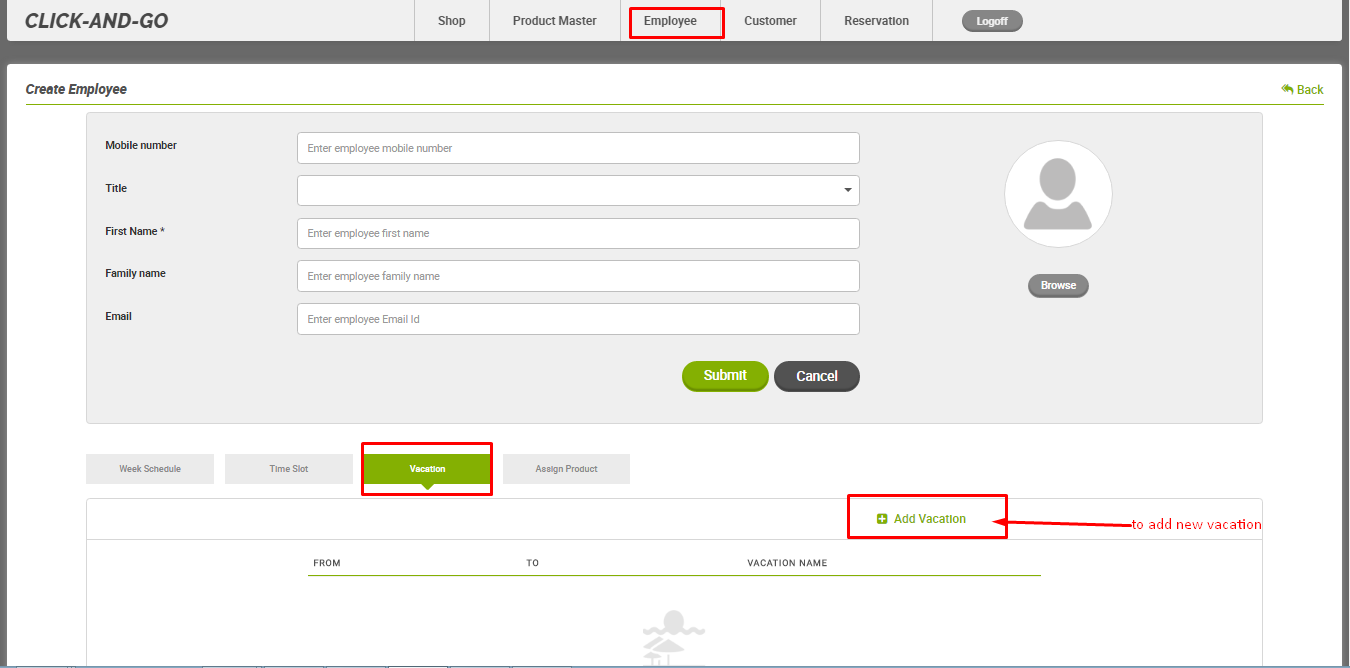 CLICK-AND-GO
Shop Product Master Employee Customer Reservation Logoff
Create Employee
Back
Mobile number Enter employee mobile number
Title
First Name * Enter employee first name
Family name Enter employee family name
Email Enter employee Email Id
Browse
Submit Cancel
Week Schedule Time Slot Vacation Assign Product
Add Vacation
to add new vacation
FROM TO VACATION NAME